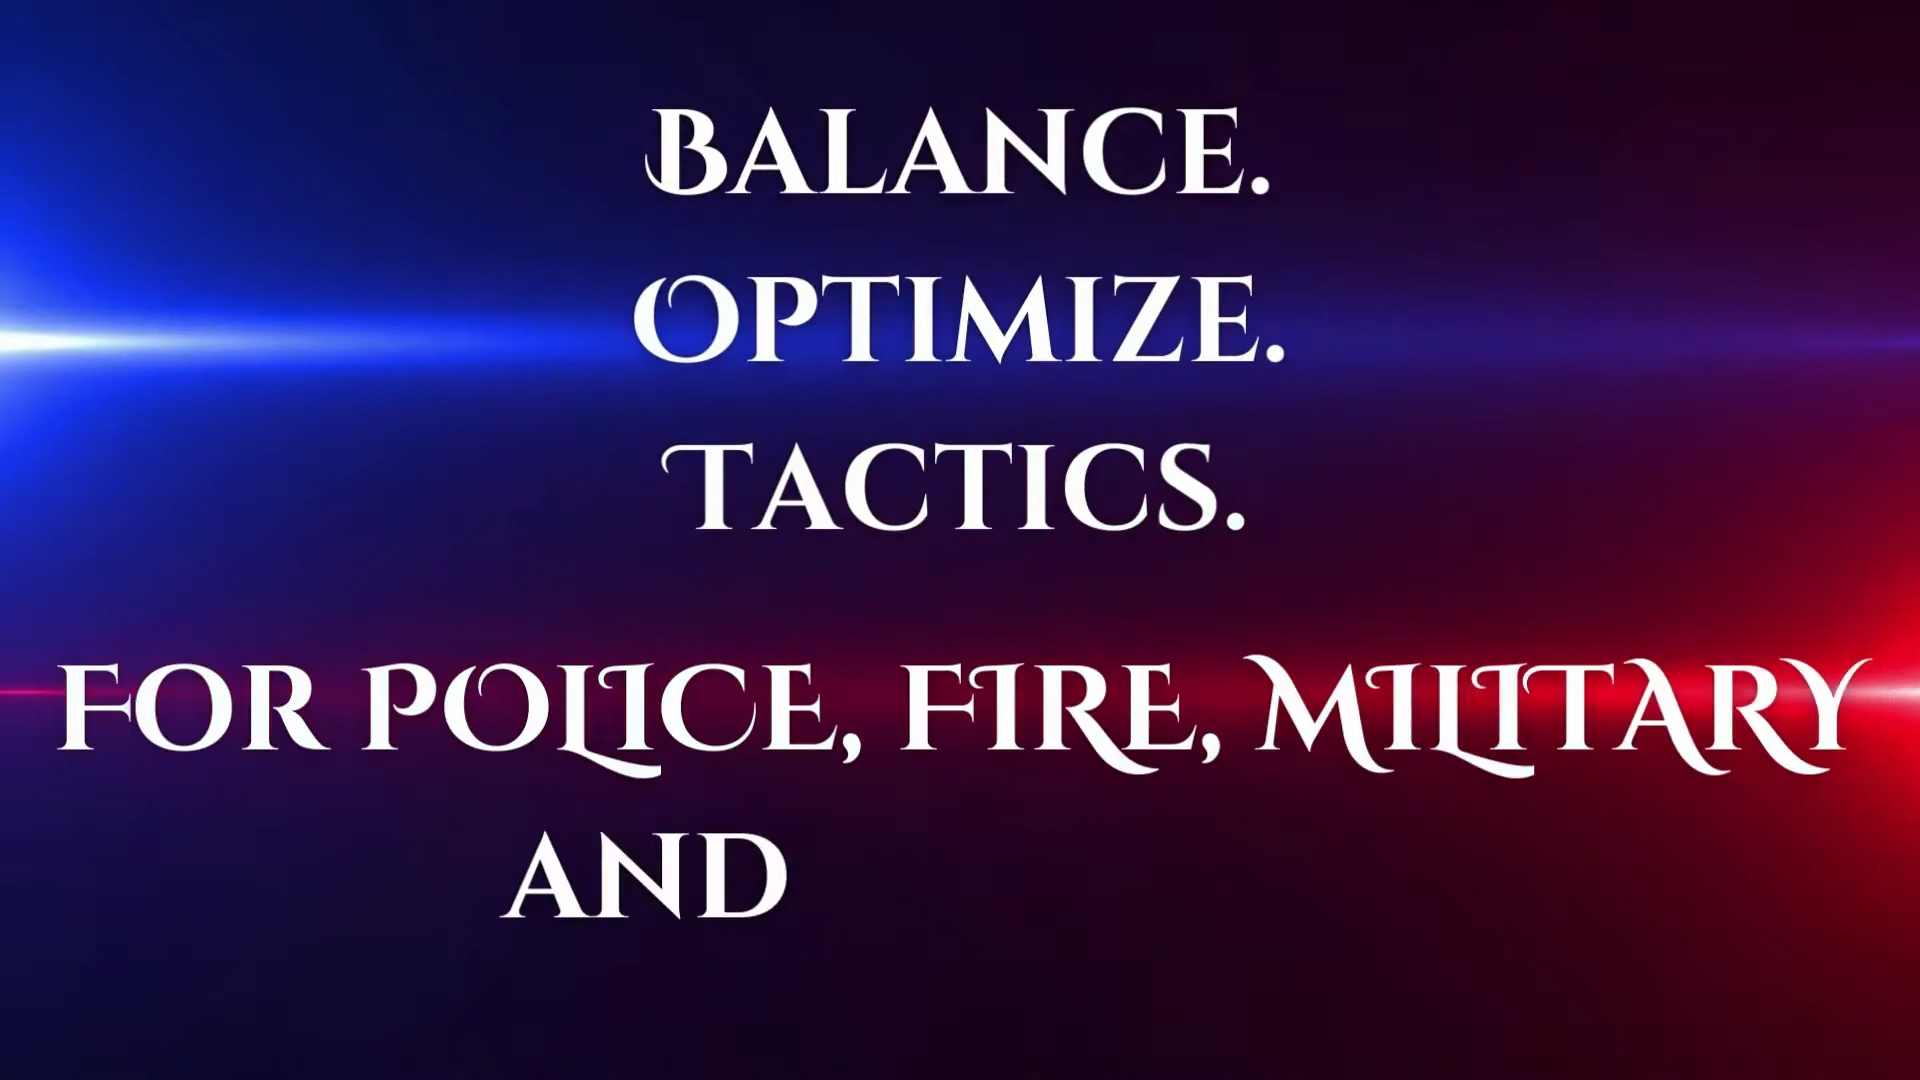 Balance.
Optimize.
Tactics.
For Police, Fire, Military
and